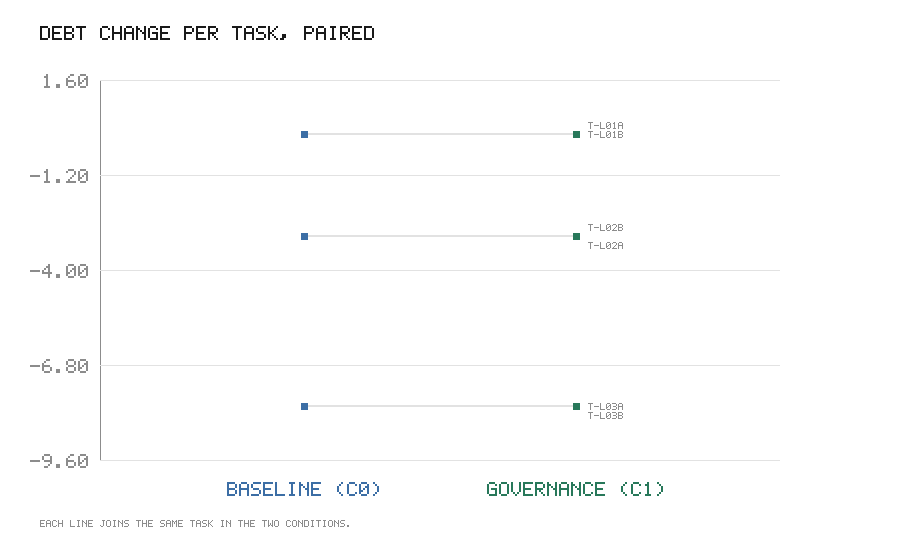 DEBT CHANGE PER TASK, PAIRED
1.60
T-L01A
T-L01B
-1.20
T-L02B
T-L02A
-4.00
-6.80
T-L03A
T-L03B
-9.60
BASELINE (C0) GOVERNANCE (C1)
EACH LINE JOINS THE SAME TASK IN THE TWO CONDITIONS.